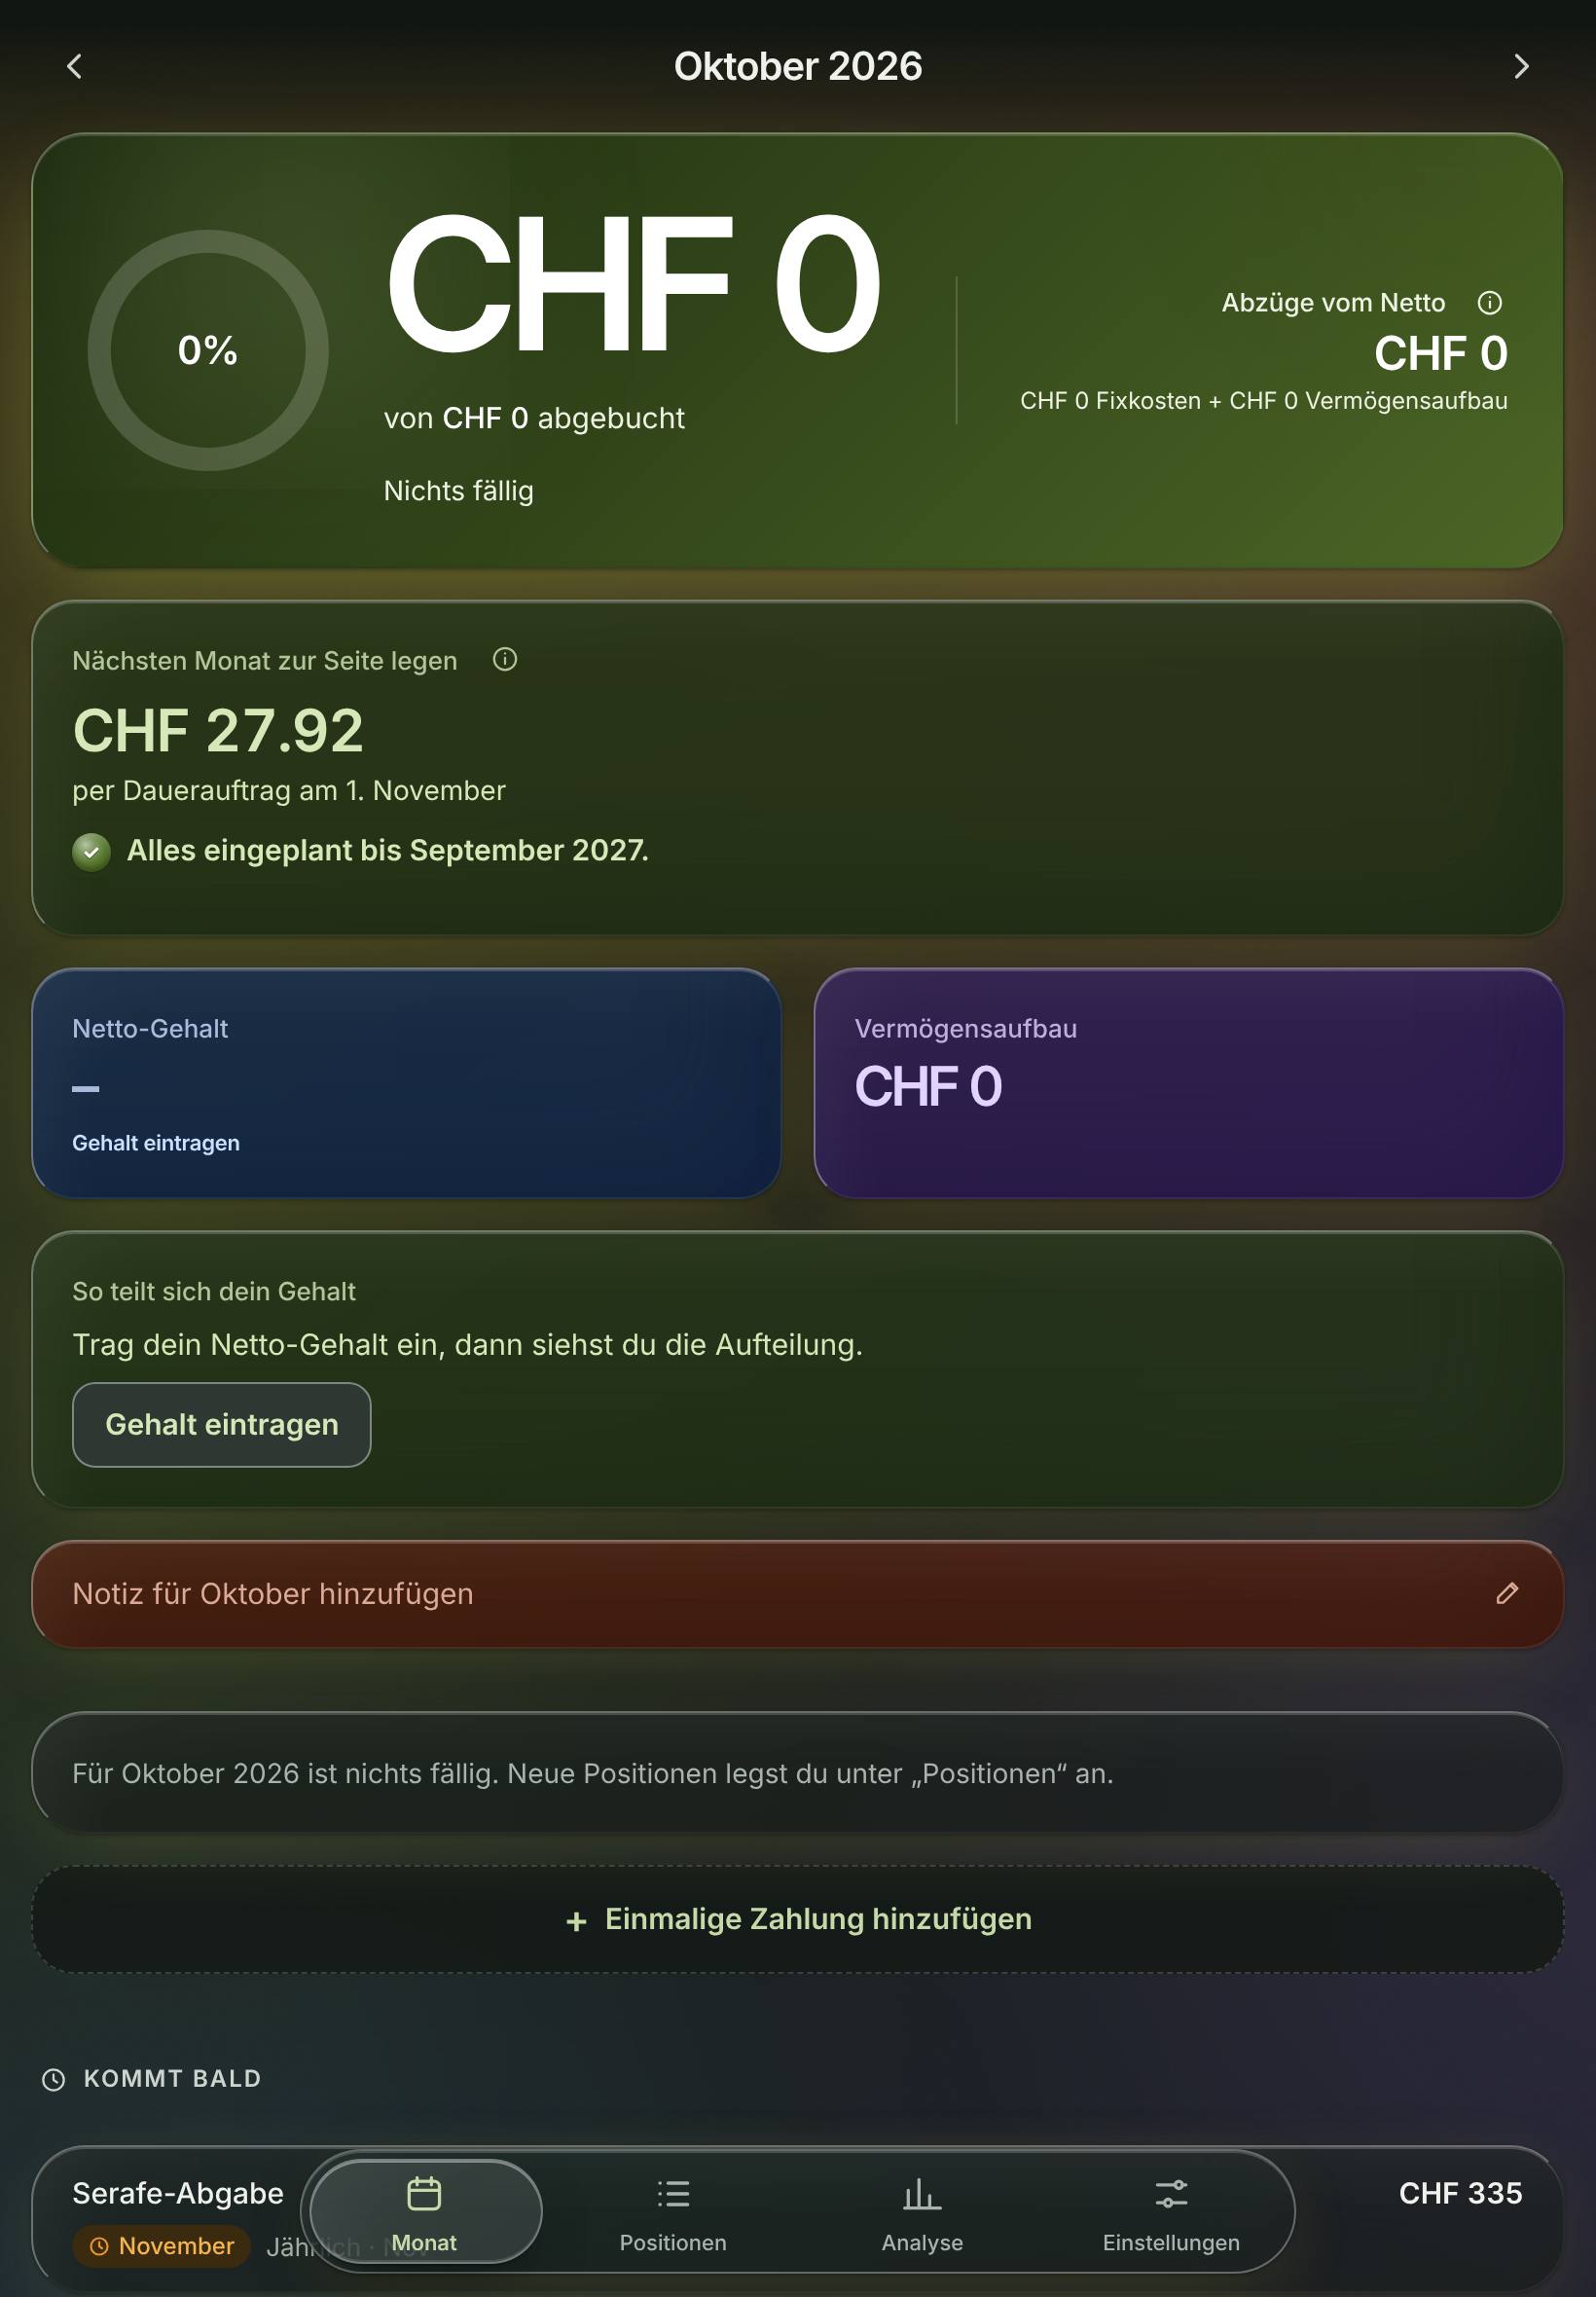 Oktober 2026
0%
CHF 0
von CHF 0 abgebucht
Nichts fällig
Abzüge vom Netto
CHF 0
CHF 0 Fixkosten + CHF 0 Vermögensaufbau
Nächsten Monat zur Seite legen
CHF 27.92
per Dauerauftrag am 1. November
Alles eingeplant bis September 2027.
Netto-Gehalt
–
Gehalt eintragen
Vermögensaufbau
CHF 0
So teilt sich dein Gehalt
Trag dein Netto-Gehalt ein, dann siehst du die Aufteilung.
Gehalt eintragen
Notiz für Oktober hinzufügen
Für Oktober 2026 ist nichts fällig. Neue Positionen legst du unter „Positionen“ an.
+ Einmalige Zahlung hinzufügen
KOMMT BALD
Serafe-Abgabe
CHF 335
November Jährlich ·
Monat
Positionen
Analyse
Einstellungen